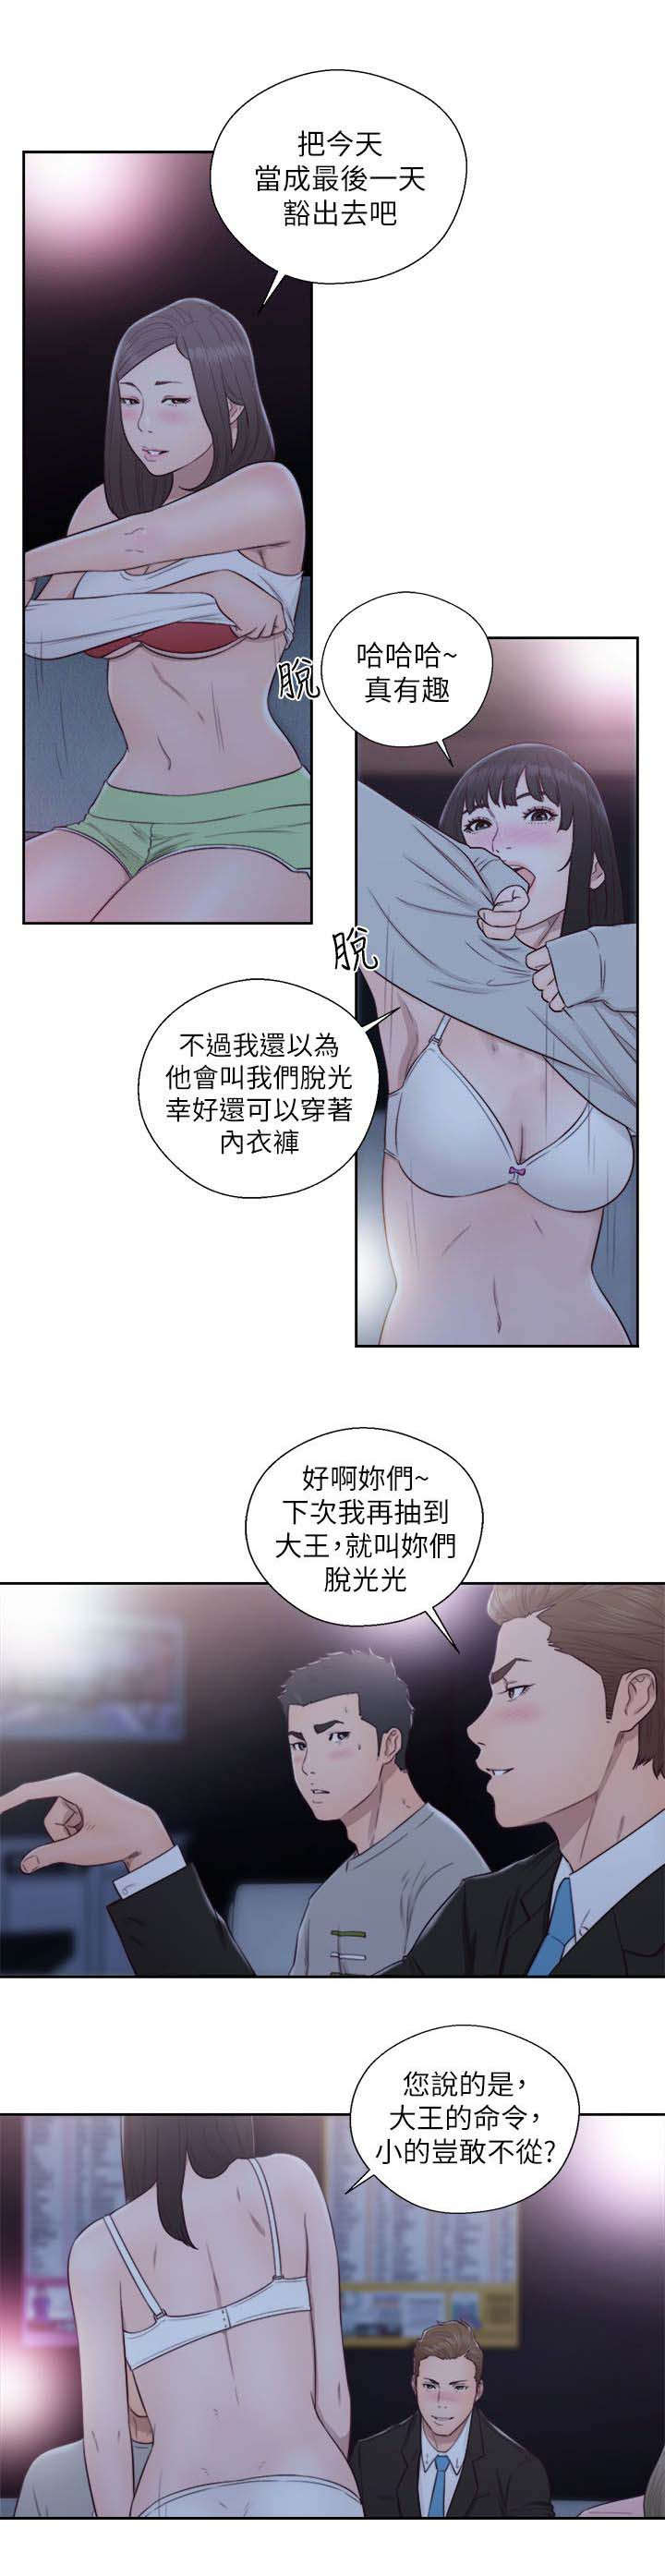 把今天
當成最後一天
豁出去吧
脫
哈哈哈~
真有趣
脫
不過我還以為
他會叫我們脫光
幸好還可以穿著
內衣褲
好啊妳們~
下次我再抽到
大王，就叫妳們
脫光光
您說的是，
大王的命令，
小的豈敢不從?